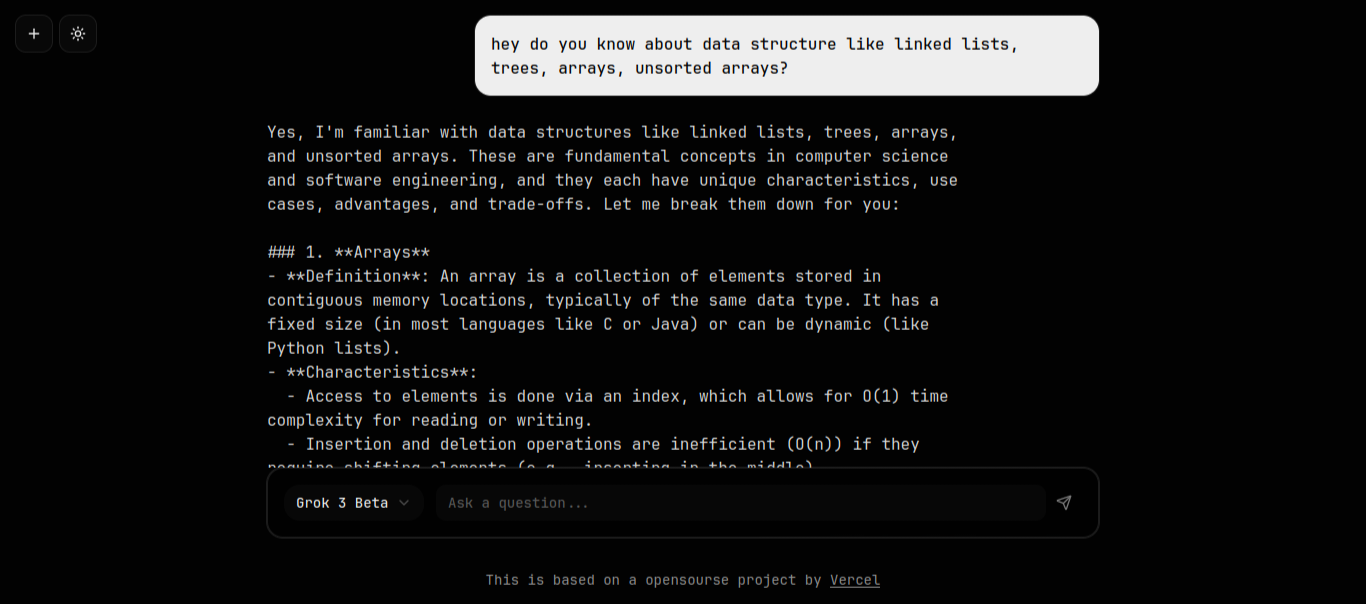 hey do you know about data structure like linked lists,
trees, arrays, unsorted arrays?
Yes, I'm familiar with data structures like linked lists, trees, arrays,
and unsorted arrays. These are fundamental concepts in computer science
and software engineering, and they each have unique characteristics, use
cases, advantages, and trade-offs. Let me break them down for you:
### 1. **Arrays**
- **Definition**: An array is a collection of elements stored in
contiguous memory locations, typically of the same data type. It has a
fixed size (in most languages like C or Java) or can be dynamic (like
Python lists).
- **Characteristics**:
  - Access to elements is done via an index, which allows for O(1) time
complexity for reading or writing.
  - Insertion and deletion operations are inefficient (O(n)) if they
require shifting elements (e.g., inserting in the middle).
Grok 3 Beta
Ask a question...
This is based on a opensourse project by Vercel